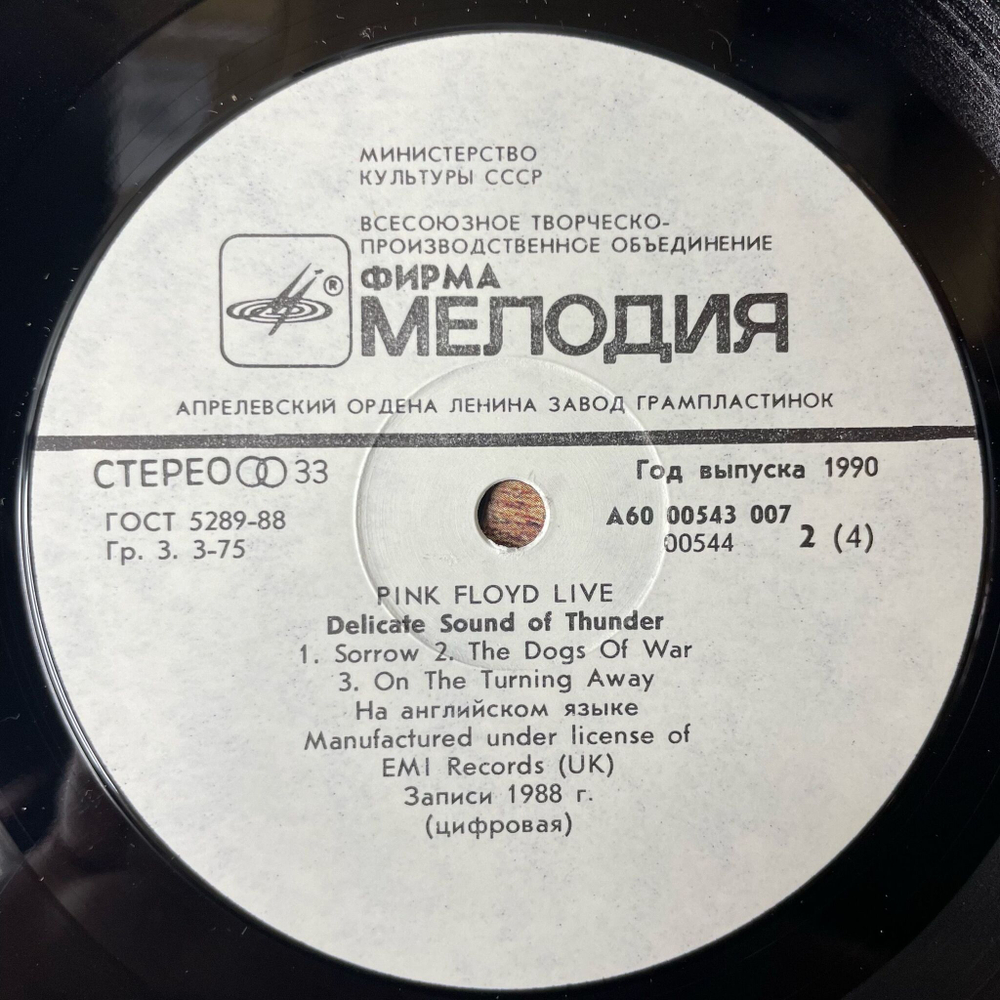 МИНИСТЕРСТВО
КУЛЬТУРЫ СССР
ВСЕСОЮЗНОЕ ТВОРЧЕСКО-
ПРОИЗВОДСТВЕННОЕ ОБЪЕДИНЕНИЕ
®
ФИРМА
МЕЛОДИЯ
АПРЕЛЕВСКИЙ ОРДЕНА ЛЕНИНА ЗАВОД ГРАМПЛАСТИНОК
СТЕРЕО 33
Год выпуска 1990
ГОСТ 5289-88
Гр. 3. 3-75
А60 00543 007
00544
2 (4)
PINK FLOYD LIVE
Delicate Sound of Thunder
1. Sorrow 2. The Dogs Of War
3. On The Turning Away
На английском языке
Manufactured under license of
EMI Records (UK)
Записи 1988 г.
(цифровая)